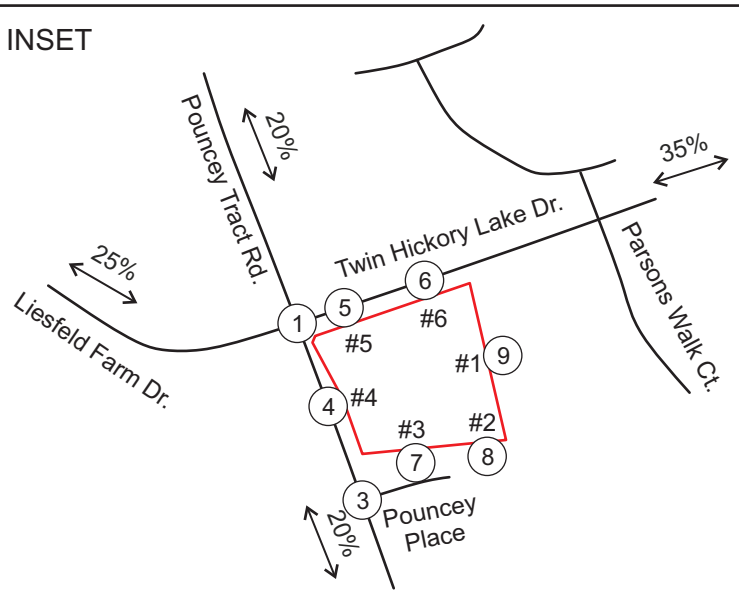 INSET
Pouncey Tract Rd.
20%
35%
Twin Hickory Lake Dr.
25%
Liesfeld Farm Dr.
Parsons Walk Ct.
1
5
6
#5
#6
#1
9
4
#4
#3
#2
7
8
3
Pouncey
Place
20%